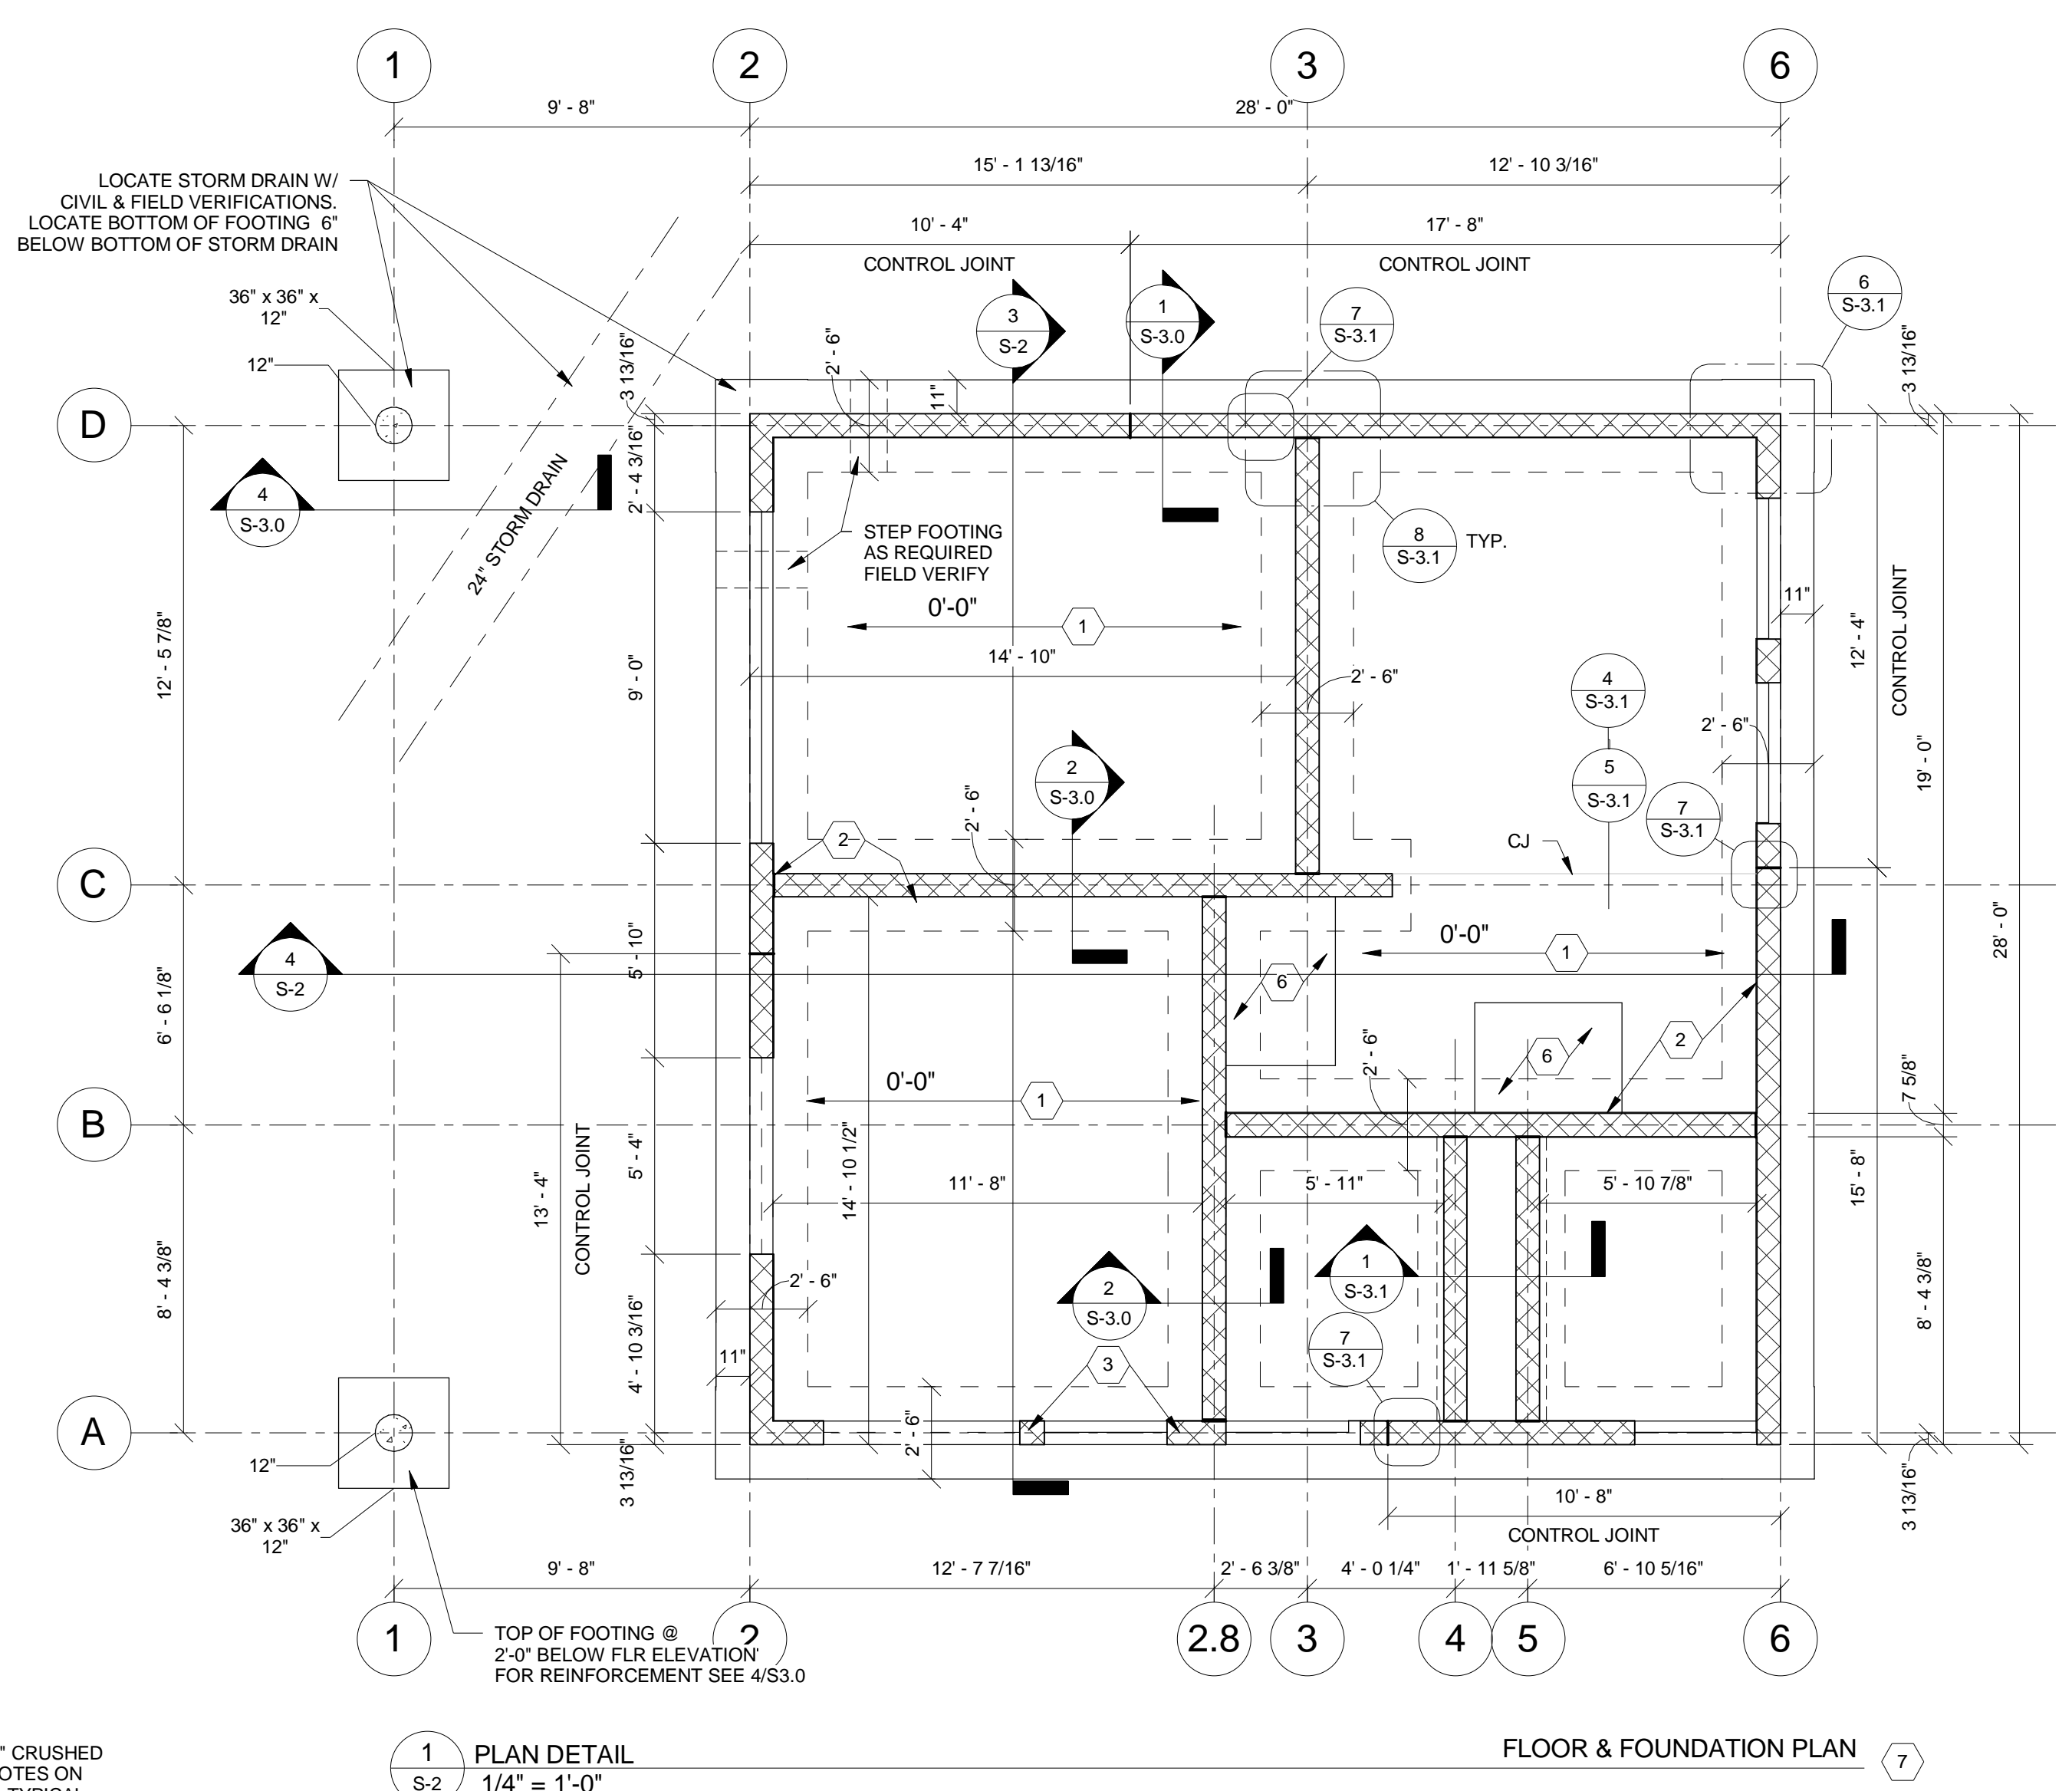 1
2
3
6
9' - 8"
28' - 0"
15' - 1 13/16"
12' - 10 3/16"
LOCATE STORM DRAIN W/
CIVIL & FIELD VERIFICATIONS.
LOCATE BOTTOM OF FOOTING 6"
BELOW BOTTOM OF STORM DRAIN
10' - 4"
17' - 8"
CONTROL JOINT
CONTROL JOINT
36" x 36" x
12"
12"
3
S-2
1
S-3.0
7
S-3.1
6
S-3.1
3 13/16"
2' - 6"
11"
3 13/16"
D
2' - 4 3/16"
4
S-3.0
24" STORM DRAIN
STEP FOOTING
AS REQUIRED
FIELD VERIFY
8
S-3.1
TYP.
0'-0"
1
14' - 10"
2' - 6"
11"
12' - 4"
CONTROL JOINT
12' - 5 7/8"
9' - 0"
4
S-3.1
5
S-3.1
2' - 6"
19' - 0"
2
S-3.0
2' - 6"
7
S-3.1
2
CJ
C
5' - 10"
6' - 6 1/8"
4
S-2
0'-0"
1
28' - 0"
6
6
2
2' - 6"
0'-0"
1
7 5/8"
B
13' - 4"
CONTROL JOINT
5' - 4"
14' - 10 1/2"
11' - 8"
5' - 11"
5' - 10 7/8"
15' - 8"
8' - 4 3/8"
2' - 6"
2
S-3.0
1
S-3.1
8' - 4 3/8"
4' - 10 3/16"
11"
3
7
S-3.1
A
2' - 6"
12"
3 13/16"
3 13/16"
36" x 36" x
12"
10' - 8"
CONTROL JOINT
9' - 8"
12' - 7 7/16"
2' - 6 3/8"
4' - 0 1/4"
1' - 11 5/8"
6' - 10 5/16"
1
2
2.8
3
4
5
6
TOP OF FOOTING @
2'-0" BELOW FLR ELEVATION
FOR REINFORCEMENT SEE 4/S3.0
" CRUSHED
OTES ON
TYPICAL
1
S-2
PLAN DETAIL
1/4" = 1'-0"
FLOOR & FOUNDATION PLAN
7